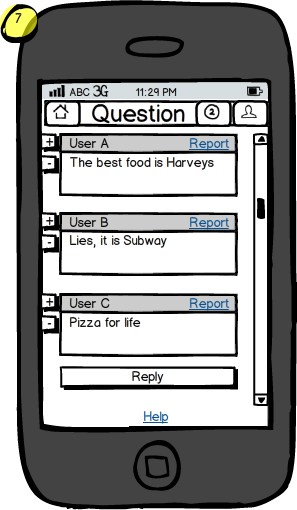 7
ABC 3G 11:29 PM
Question 2
+ User A Report
- The best food is Harveys
+ User B Report
- Lies, it is Subway
+ User C Report
- Pizza for life
Reply
Help